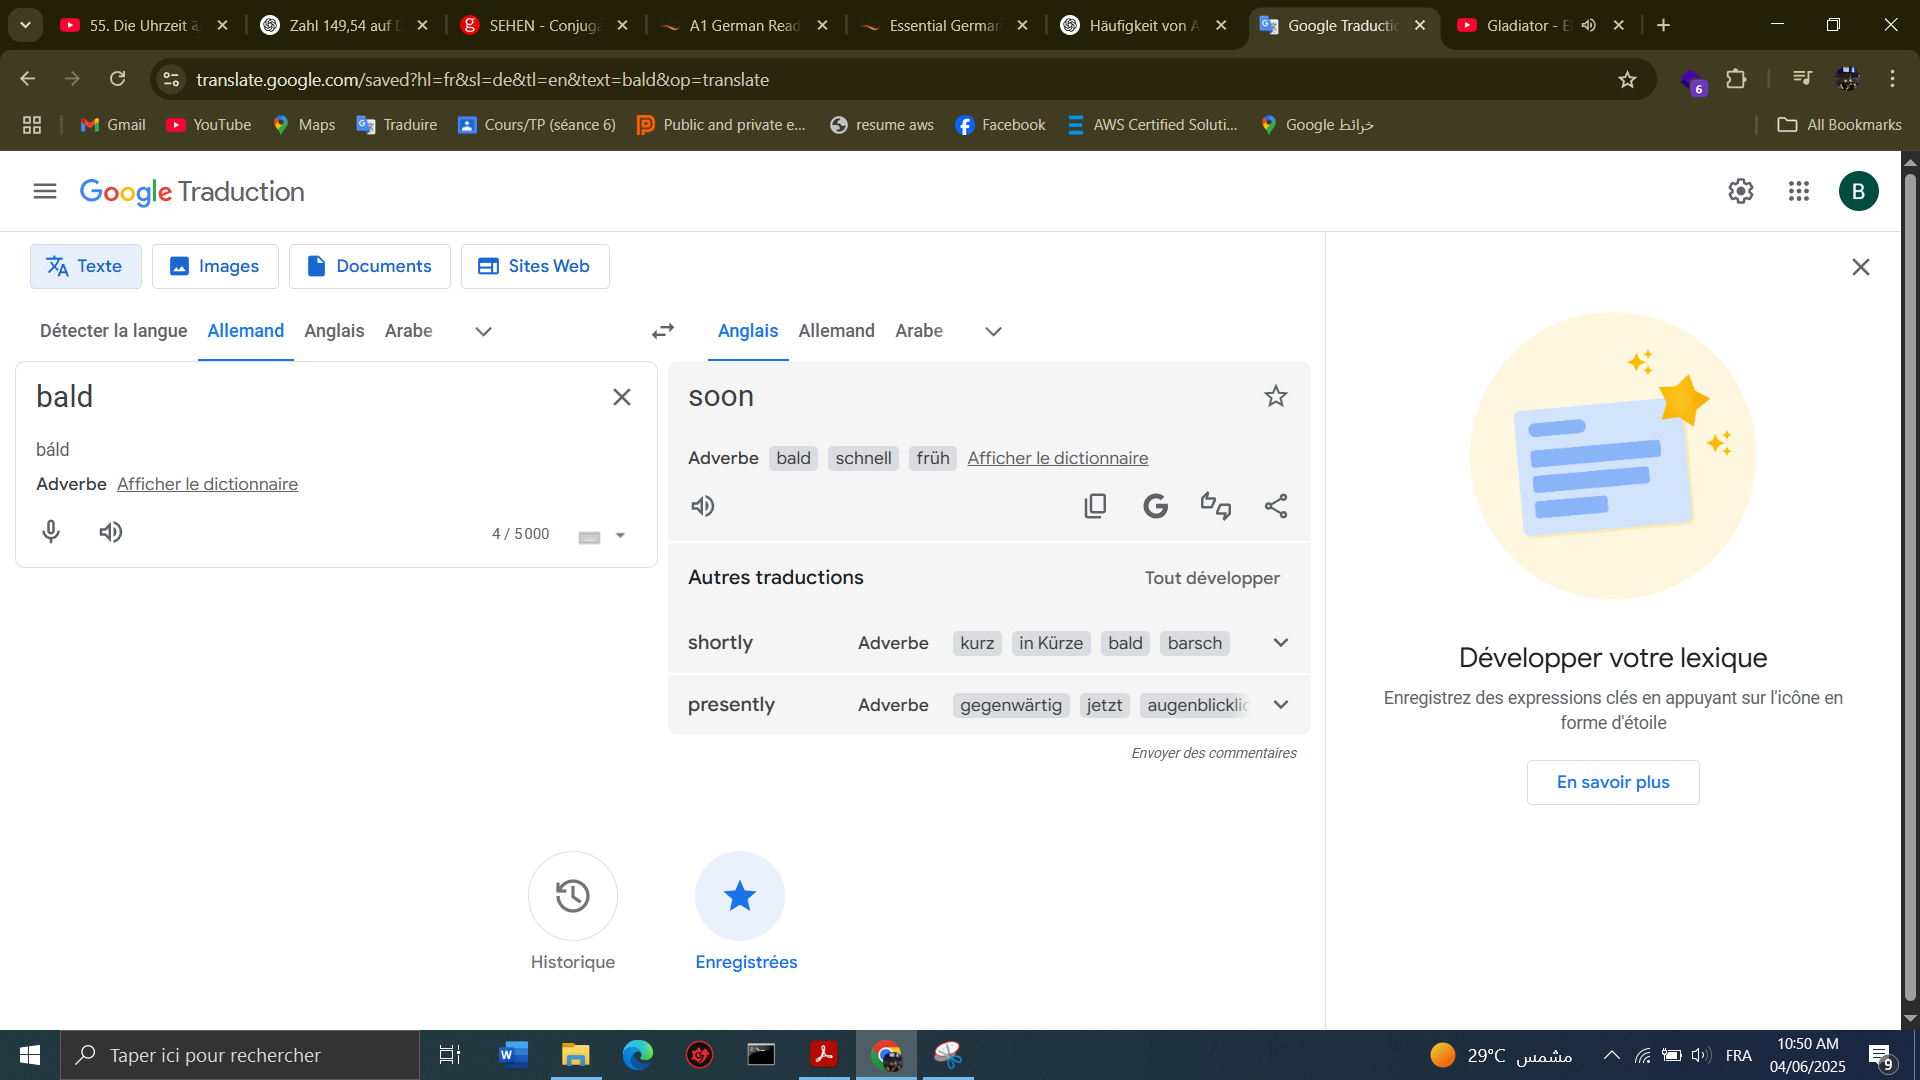 55. Die Uhrzeit
Zahl 149,54 auf D
SEHEN - Conjuga
A1 German Read
Essential German
Häufigkeit von A
Google Traductio
Gladiator - El
translate.google.com/saved?hl=fr&sl=de&tl=en&text=bald&op=translate
6
Gmail
YouTube
Maps
Traduire
Cours/TP (séance 6)
Public and private e...
resume aws
Facebook
AWS Certified Soluti...
خرائط Google
All Bookmarks
Google Traduction
B
Texte
Images
Documents
Sites Web
Détecter la langue
Allemand
Anglais
Arabe
Anglais
Allemand
Arabe
bald
báld
Adverbe Afficher le dictionnaire
4 / 5 000
soon
Adverbe bald schnell früh Afficher le dictionnaire
Autres traductions
Tout développer
shortly Adverbe kurz in Kürze bald barsch
presently Adverbe gegenwärtig jetzt augenblicklic
Envoyer des commentaires
Historique
Enregistrées
Développer votre lexique
Enregistrez des expressions clés en appuyant sur l'icône en
forme d'étoile
En savoir plus
Taper ici pour rechercher
29°C مشمس
FRA
10:50 AM
04/06/2025
9